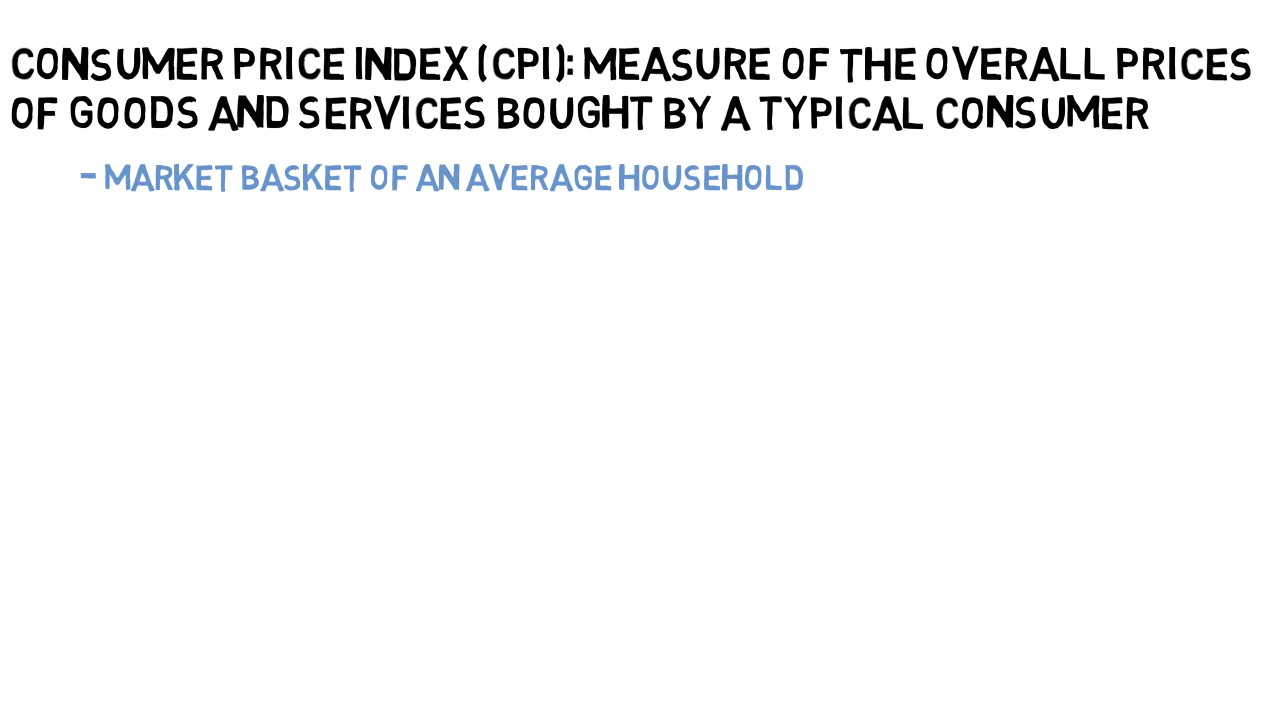 CONSUMER PRICE INDEX (CPI): MEASURE OF THE OVERALL PRICES
OF GOODS AND SERVICES BOUGHT BY A TYPICAL CONSUMER
- MARKET BASKET OF AN AVERAGE HOUSEHOLD